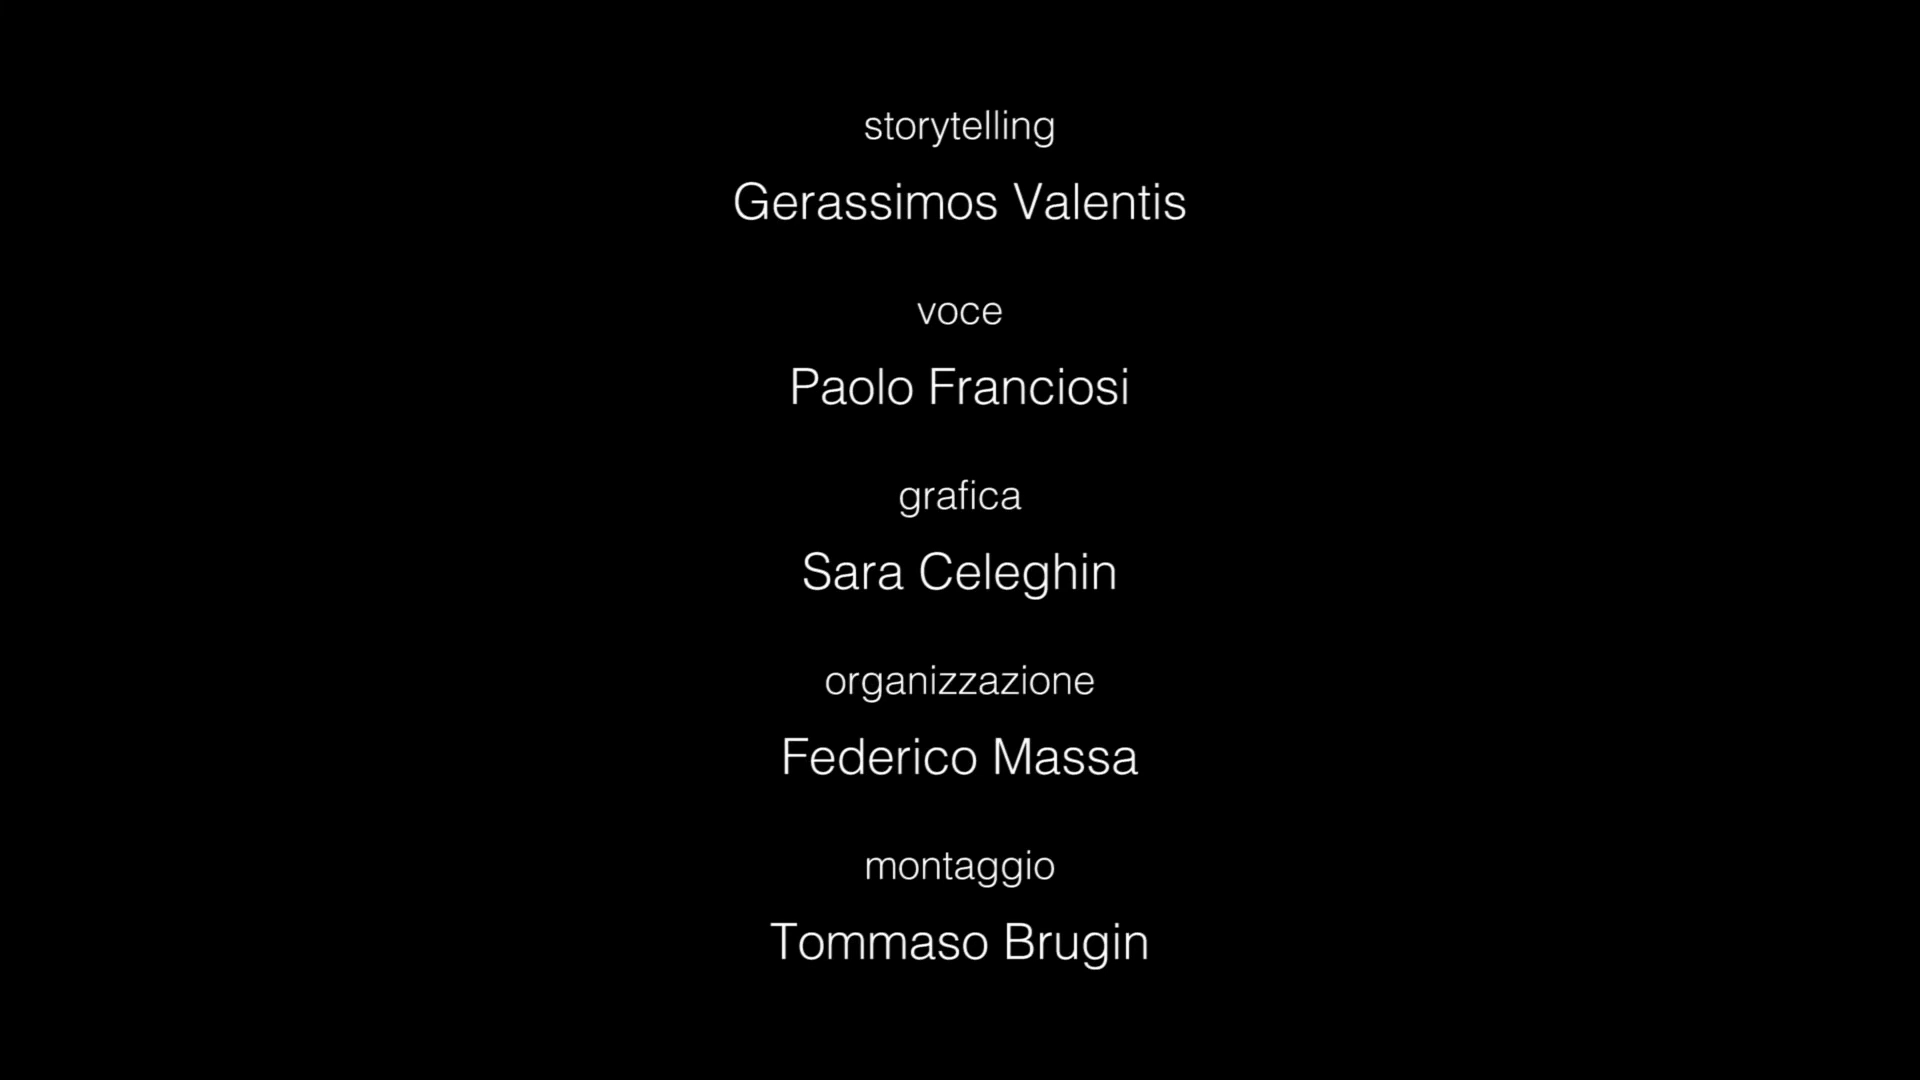 storytelling
Gerassimos Valentis
voce
Paolo Franciosi
grafica
Sara Celeghin
organizzazione
Federico Massa
montaggio
Tommaso Brugin